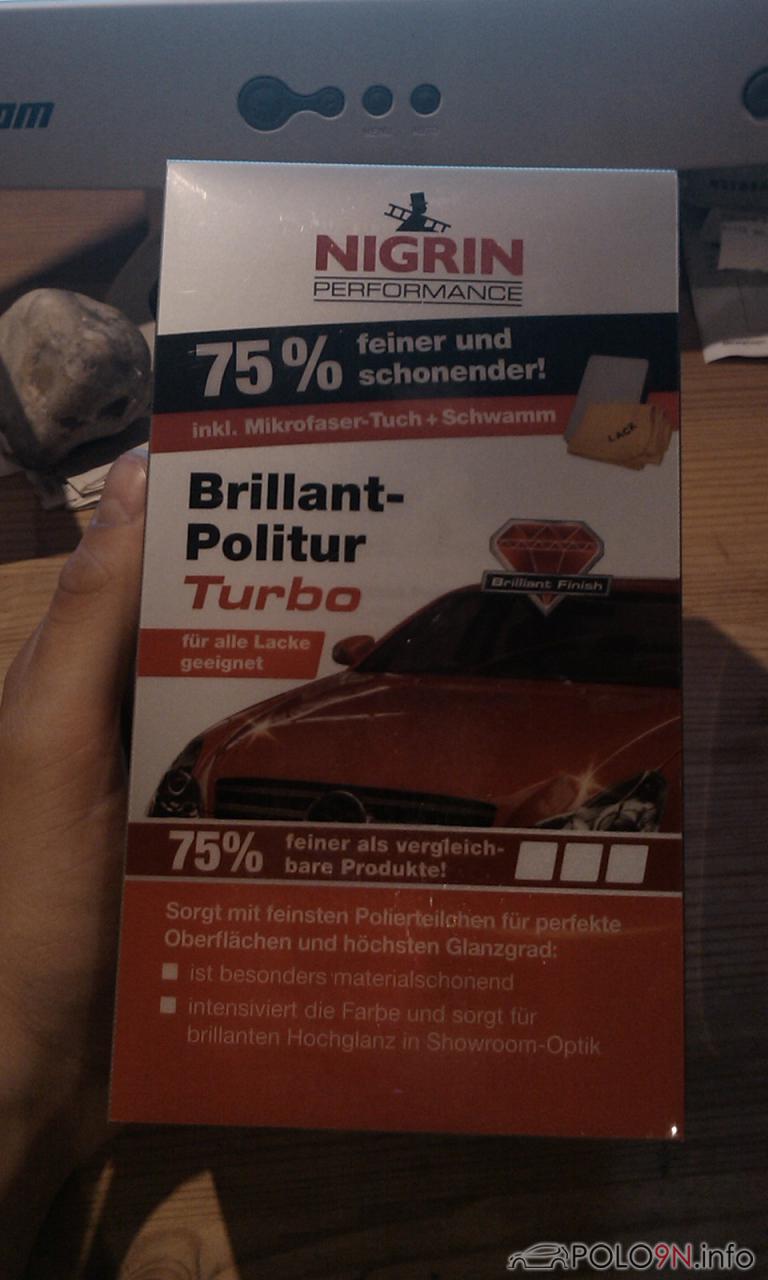 om
NIGRIN
PERFORMANCE
75% feiner und
schonender!
inkl. Mikrofaser-Tuch + Schwamm
LACK
Brillant-
Politur
Turbo
Brilliant Finish
für alle Lacke
geeignet
75% feiner als vergleich-
bare Produkte!
Sorgt mit feinsten Polierteilchen für perfekte
Oberflächen und höchsten Glanzgrad:
ist besonders materialschonend
intensiviert die Farbe und sorgt für
brillanten Hochglanz in Showroom-Optik
POLO9N.info